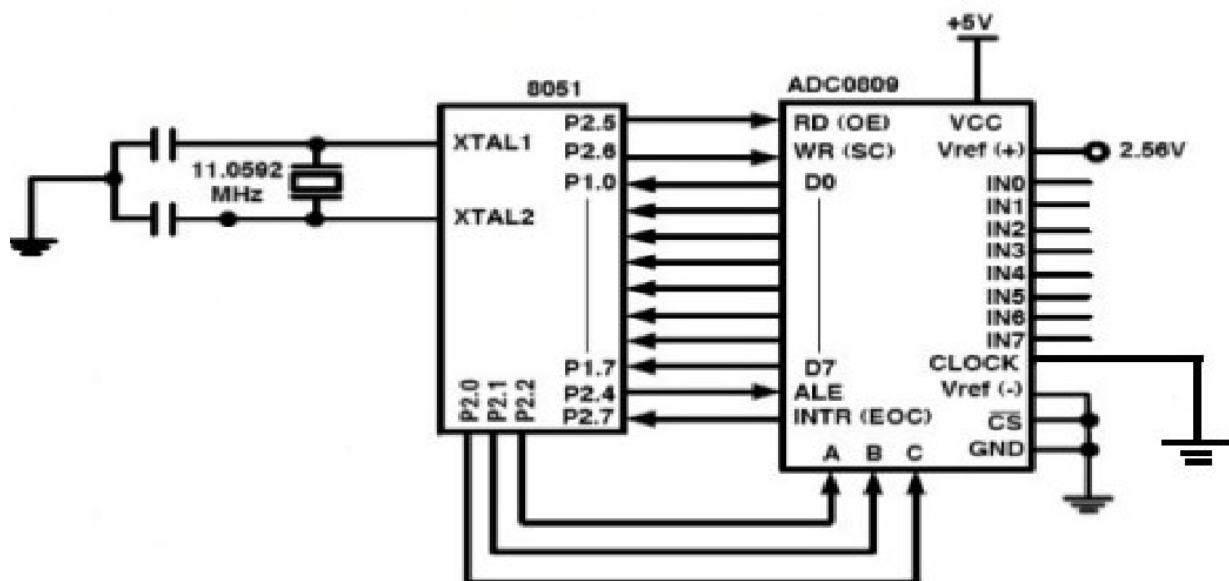 +5V
8051
ADC0809
P2.5
RD (OE)
VCC
XTAL1
P2.6
WR (SC)
Vref (+)
2.56V
11.0592
MHz
P1.0
D0
IN0
IN1
XTAL2
IN2
IN3
IN4
IN5
IN6
IN7
P1.7
D7
CLOCK
P2.0
P2.1
P2.2
P2.4
ALE
Vref (-)
P2.7
INTR (EOC)
CS
GND
A B C